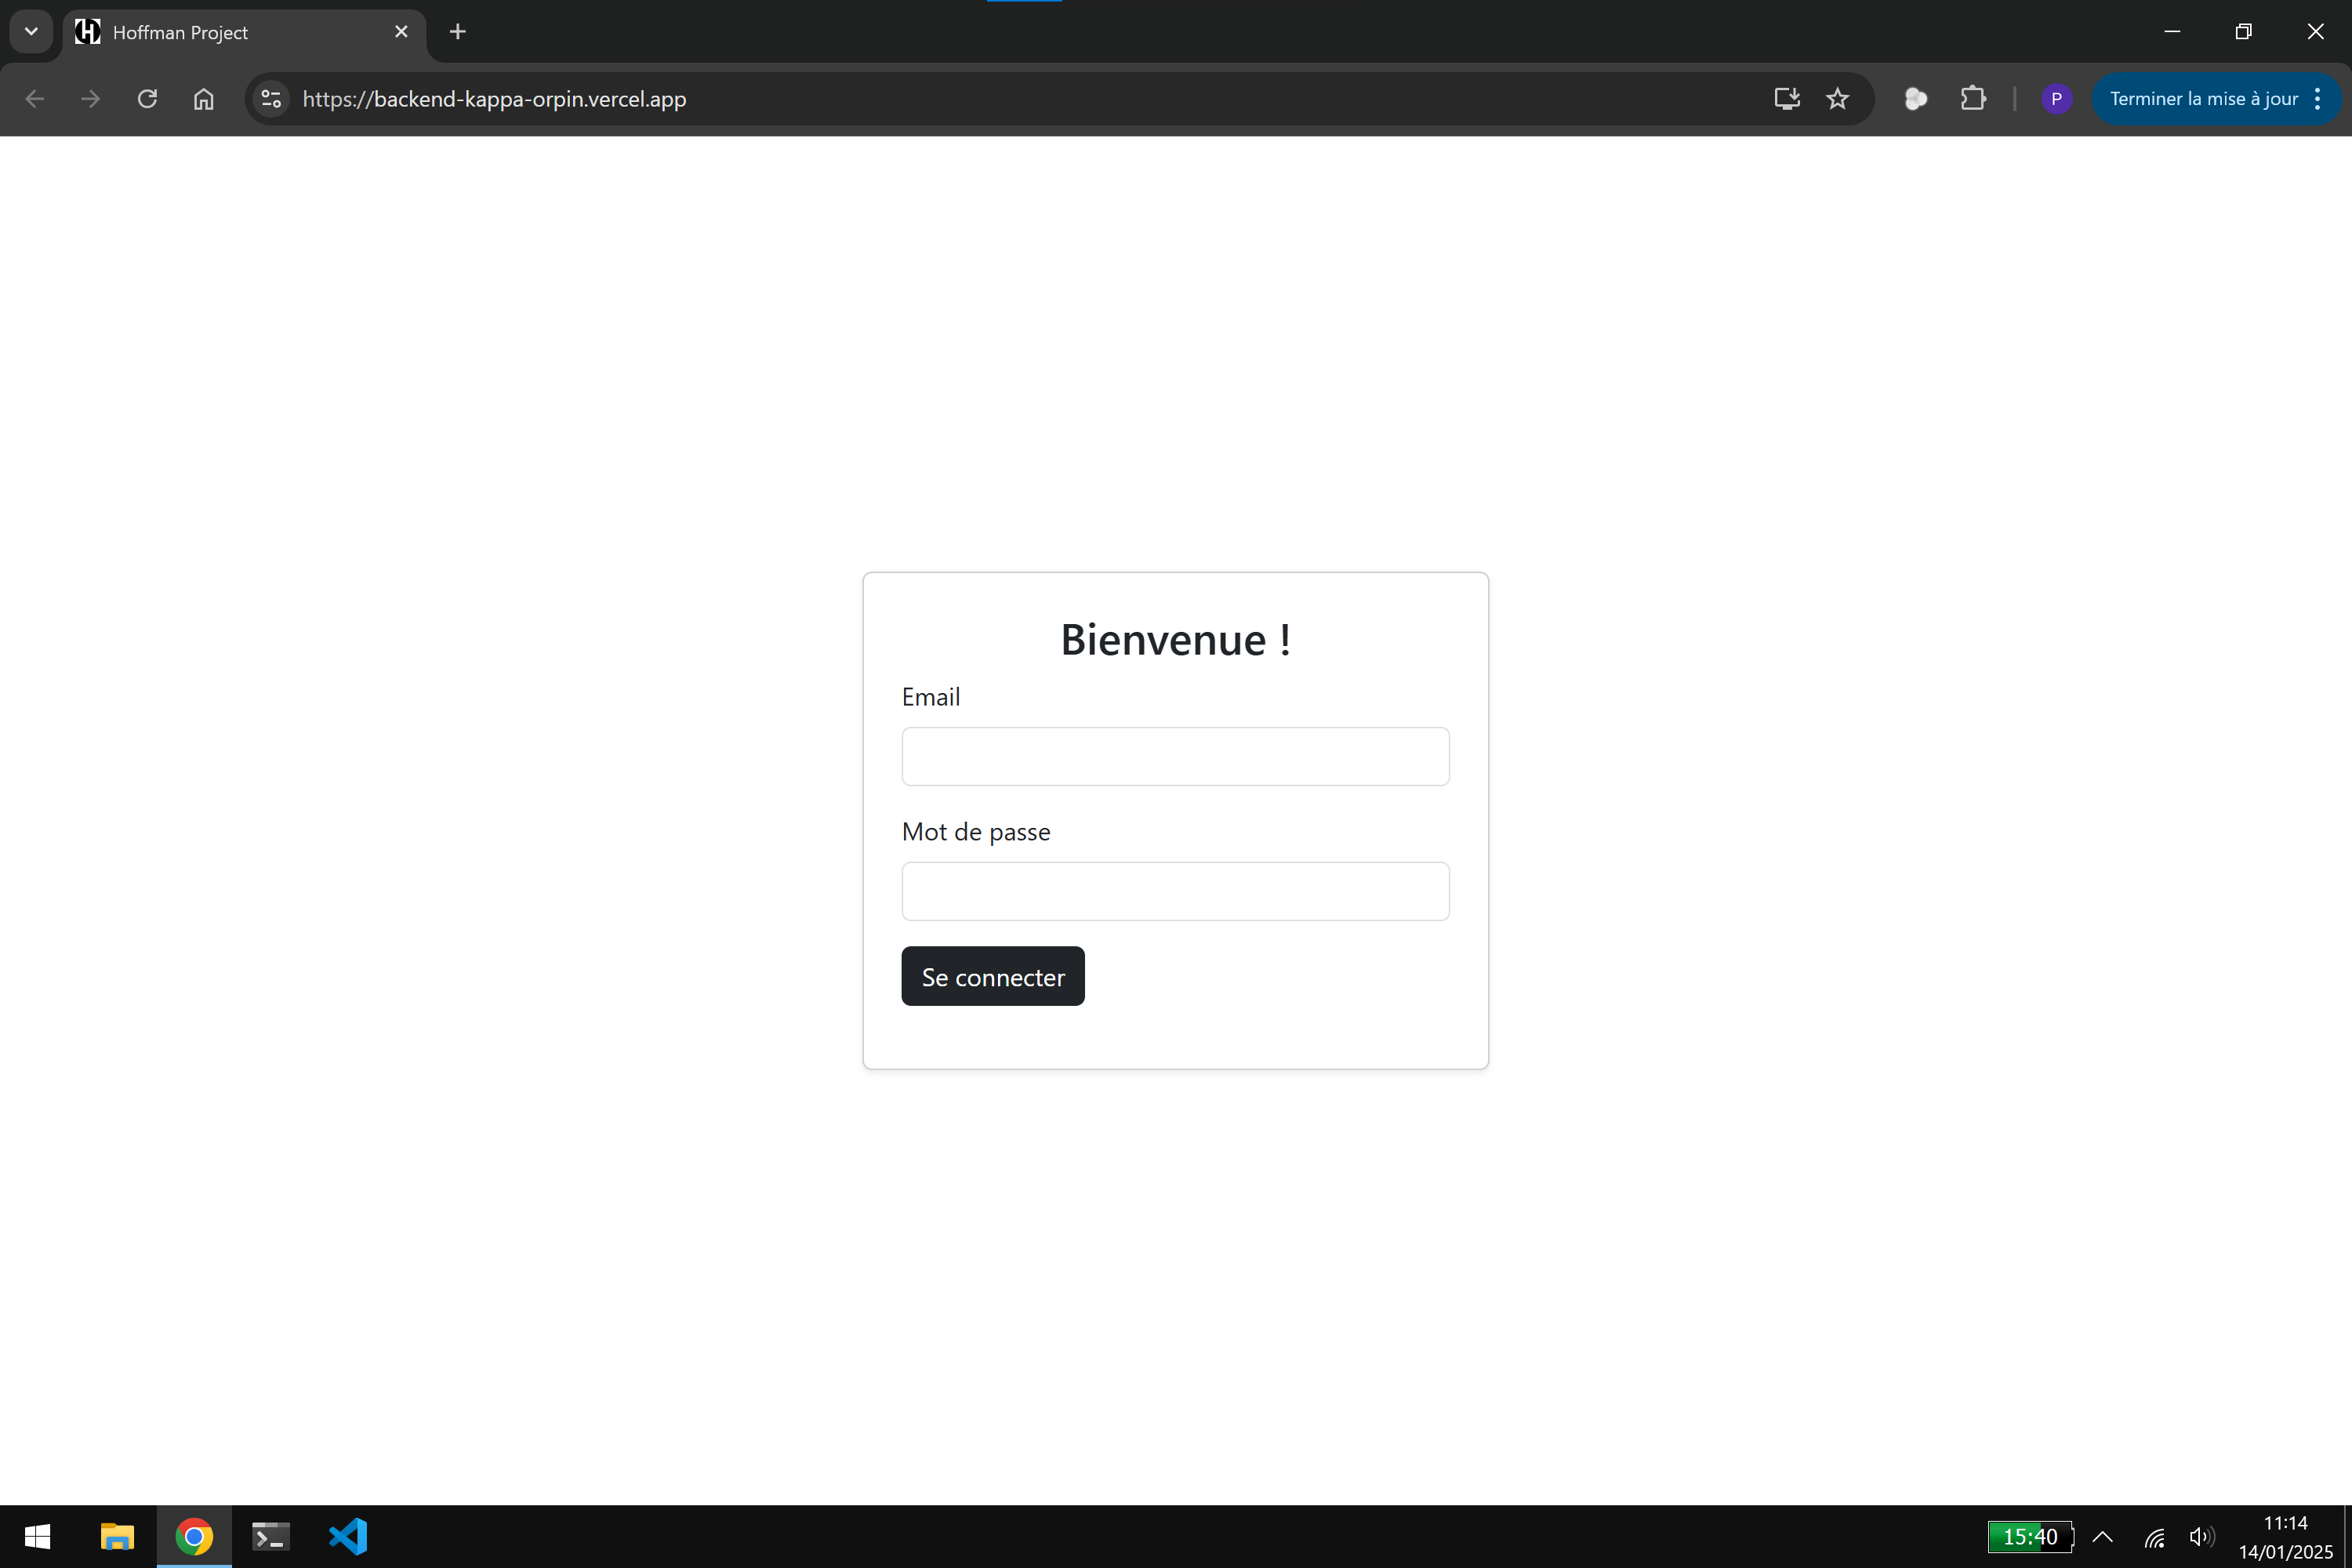 Hoffman Project
https://backend-kappa-orpin.vercel.app
P
Terminer la mise à jour
Bienvenue !
Email
Mot de passe
Se connecter
15:40
11:14
14/01/2025